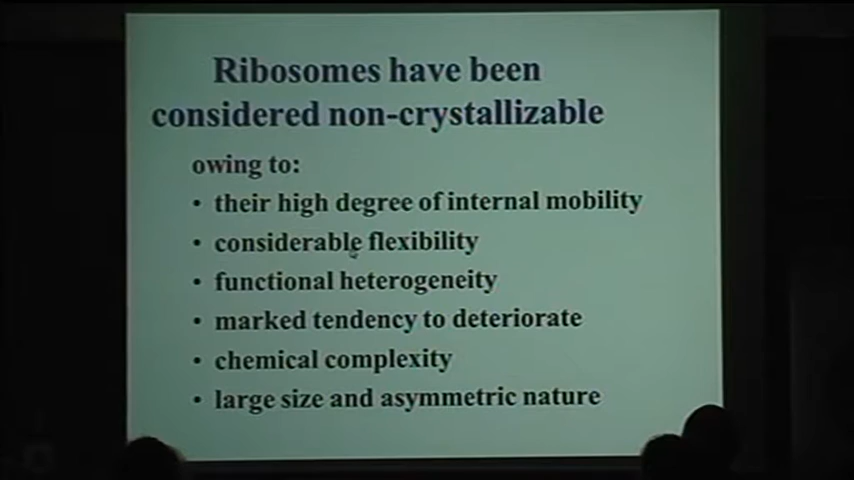 Ribosomes have been
considered non-crystallizable
owing to:
• their high degree of internal mobility
• considerable flexibility
• functional heterogeneity
• marked tendency to deteriorate
• chemical complexity
• large size and asymmetric nature